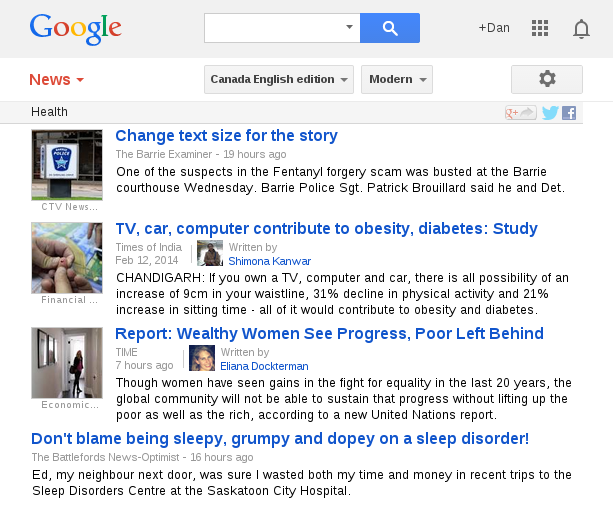 Google
+Dan
News
Canada English edition
Modern
Health
Change text size for the story
The Barrie Examiner - 19 hours ago
One of the suspects in the Fentanyl forgery scam was busted at the Barrie
courthouse Wednesday. Barrie Police Sgt. Patrick Brouillard said he and Det.
CTV News...
TV, car, computer contribute to obesity, diabetes: Study
Times of India
Feb 12, 2014
Written by
Shimona Kanwar
CHANDIGARH: If you own a TV, computer and car, there is all possibility of an
increase of 9cm in your waistline, 31% decline in physical activity and 21%
increase in sitting time - all of it would contribute to obesity and diabetes.
Financial ...
Report: Wealthy Women See Progress, Poor Left Behind
TIME
7 hours ago
Written by
Eliana Dockterman
Though women have seen gains in the fight for equality in the last 20 years, the
global community will not be able to sustain that progress without lifting up the
poor as well as the rich, according to a new United Nations report.
Economic...
Don't blame being sleepy, grumpy and dopey on a sleep disorder!
The Battlefords News-Optimist - 16 hours ago
Ed, my neighbour next door, was sure I wasted both my time and money in recent trips to the
Sleep Disorders Centre at the Saskatoon City Hospital.